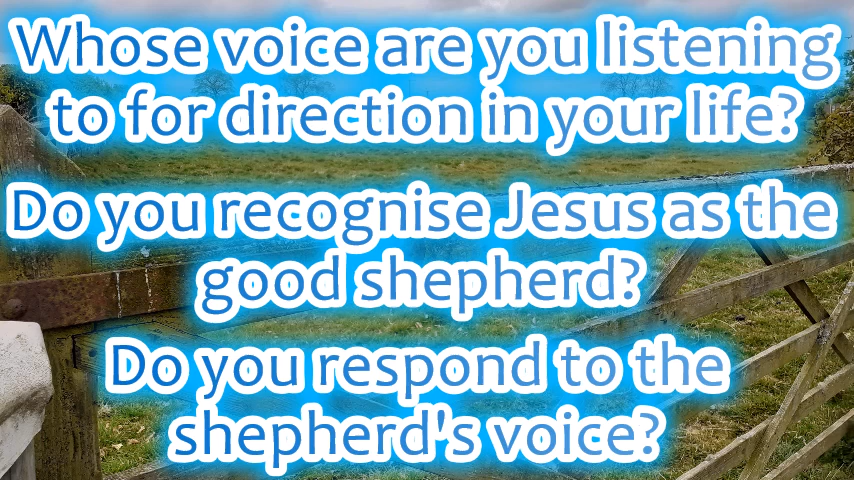 Whose voice are you listening
to for direction in your life?
Do you recognise Jesus as the
good shepherd?
Do you respond to the
shepherd's voice?